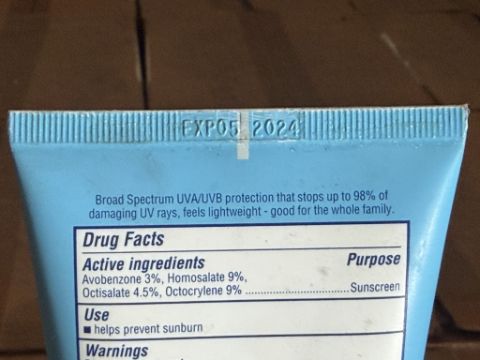 EXP05 2024
Broad Spectrum UVA/UVB protection that stops up to 98% of
damaging UV rays, feels lightweight - good for the whole family.
Drug Facts
Active ingredients Purpose
Avobenzone 3%, Homosalate 9%,
Octisalate 4.5%, Octocrylene 9% ........................ Sunscreen
Use
■ helps prevent sunburn
Warnings